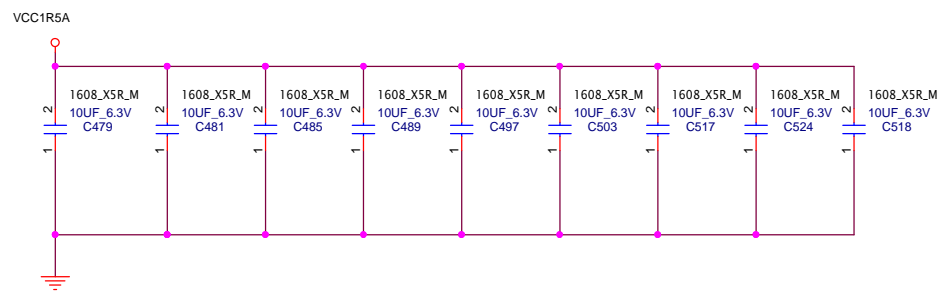 VCC1R5A
2 1608_X5R_M 2 1608_X5R_M 2 1608_X5R_M 2 1608_X5R_M 2 1608_X5R_M 2 1608_X5R_M 2 1608_X5R_M 2 1608_X5R_M 2 1608_X5R_M
10UF_6.3V 10UF_6.3V 10UF_6.3V 10UF_6.3V 10UF_6.3V 10UF_6.3V 10UF_6.3V 10UF_6.3V 10UF_6.3V
C479 C481 C485 C489 C497 C503 C517 C524 C518
1 1 1 1 1 1 1 1 1